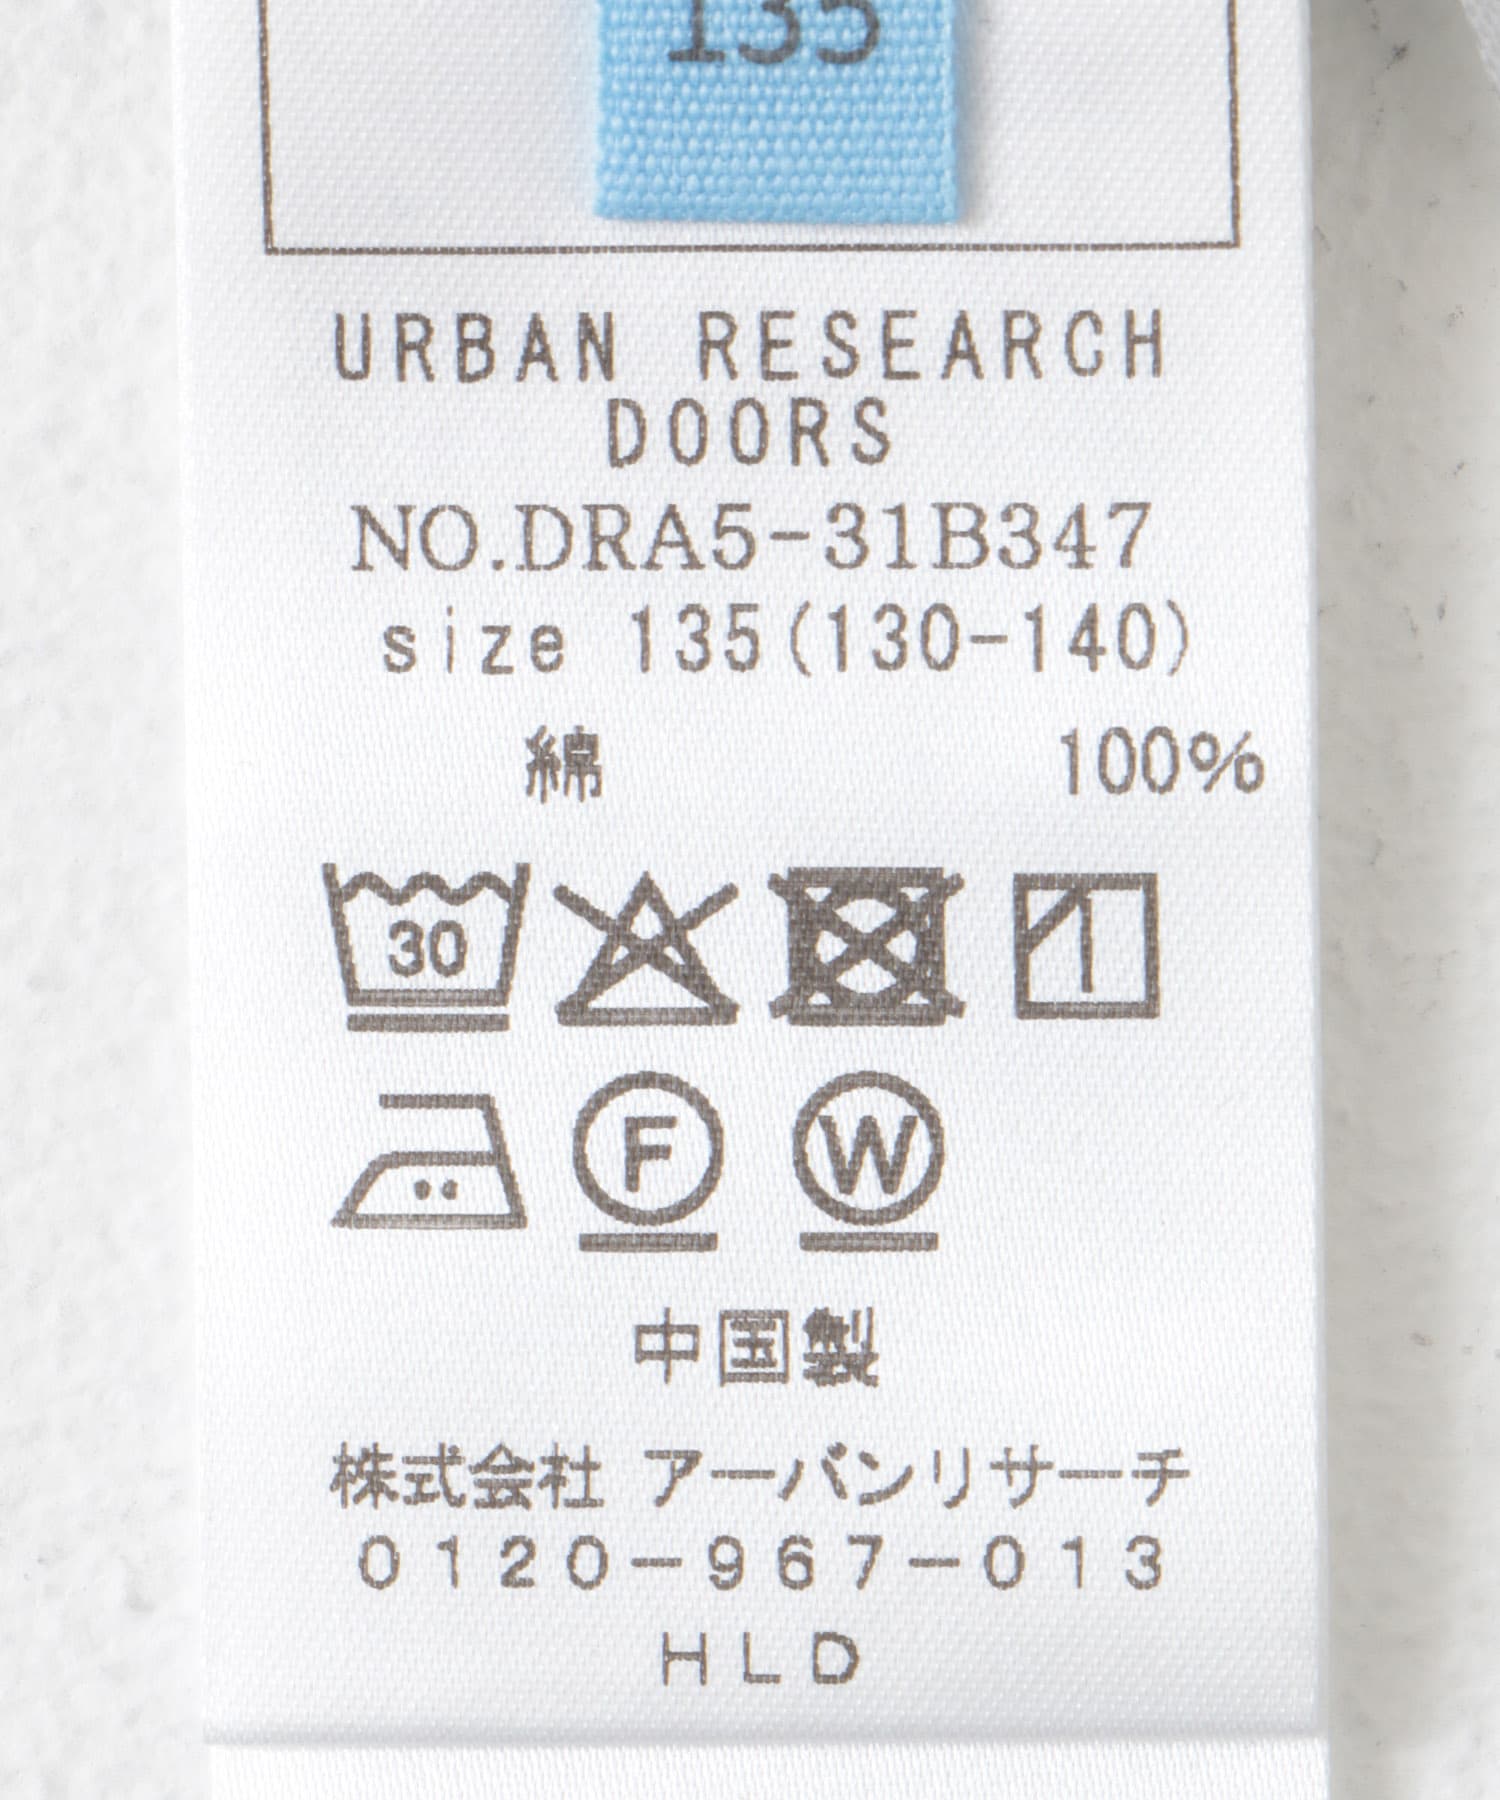 135
URBAN RESEARCH
DOORS
NO.DRA5-31B347
size 135(130-140)
綿 100%
30
F W
中国製
株式会社 アーバンリサーチ
0120-967-013
HLD